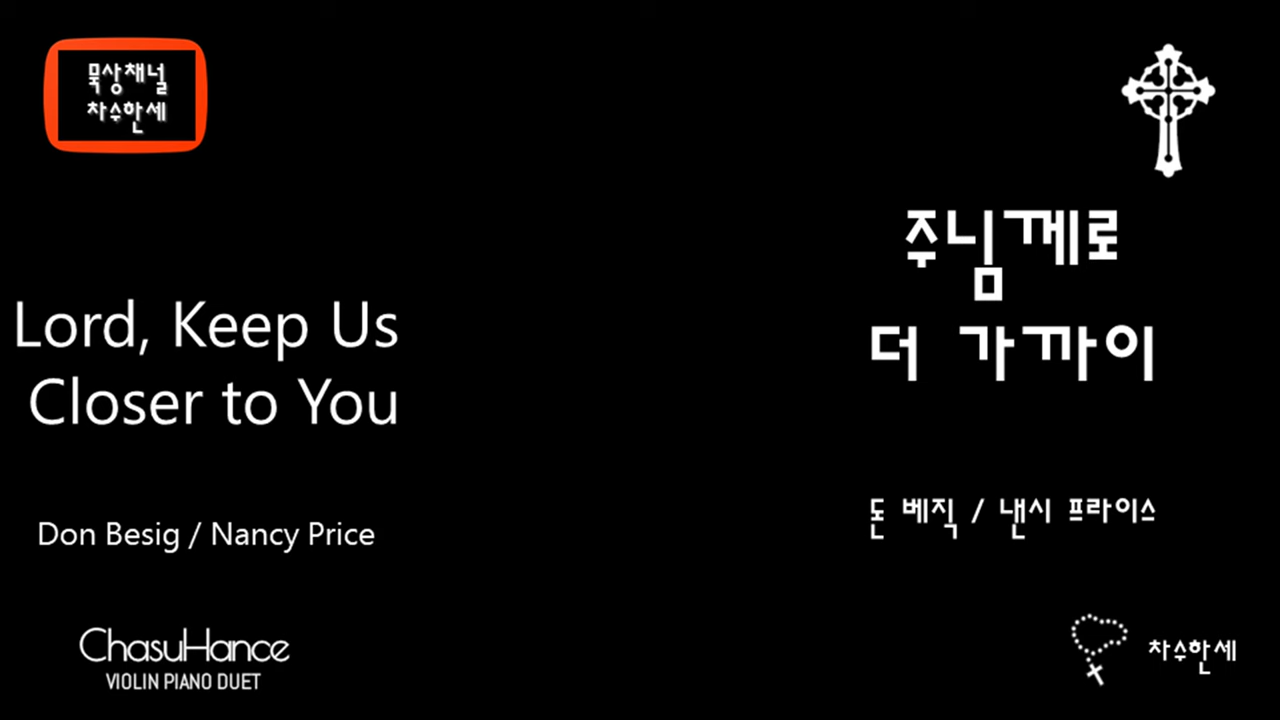 묵상채널
차수한세
Lord, Keep Us
Closer to You
Don Besig / Nancy Price
ChasuHance
VIOLIN PIANO DUET
주님께로
더 가까이
돈 베직 / 낸시 프라이스
차수한세